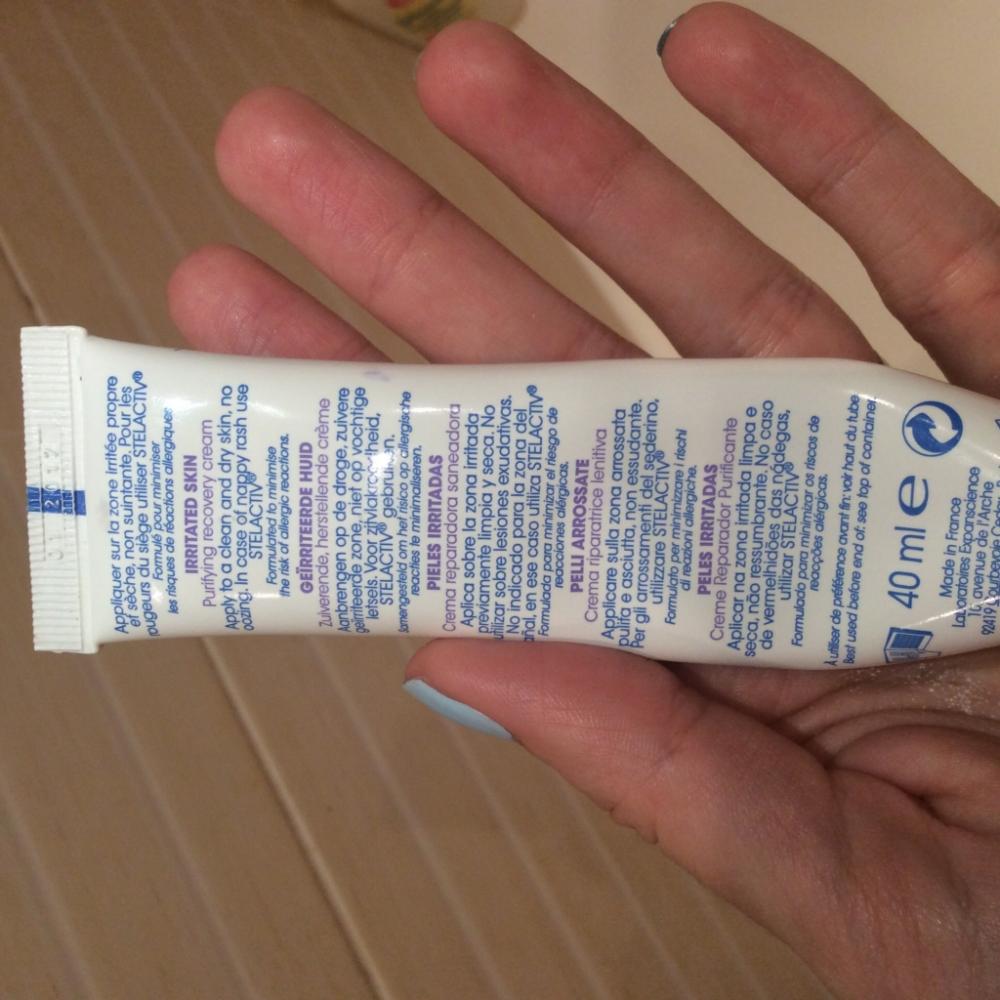 Appliquer sur la zone irritée propre
et sèche, non suintante. Pour les
rougeurs du siège utiliser STELACTIV®
Formulé pour minimiser
les risques de réactions allergiques
IRRITATED SKIN
Purifying recovery cream
Apply to a clean and dry skin, no
oozing. In case of nappy rash use
STELACTIV®
Formulated to minimise
the risk of allergic reactions.
GEÏRRITEERDE HUID
Zuiverende, herstellende crème
Aanbrengen op de droge, zuivere
geïrriteerde zone, niet op vochtige
letsels. Voor zitvlakroodheid,
STELACTIV® gebruiken.
Samengesteld om het risico op allergische
reacties te minimaliseren.
PIELES IRRITADAS
Crema reparadora saneadora
Aplica sobre la zona irritada
previamente limpia y seca. No
utilizar sobre lesiones exudativas.
No indicado para la zona del
pañal, en ese caso utiliza STELACTIV®
Formulada para minimizar el riesgo de
reacciones alérgicas.
PELLI ARROSSATE
Crema riparatrice lenitiva
Applicare sulla zona arrossata
pulita e asciutta, non essudante.
Per gli arrossamenti del sederino,
utilizzare STELACTIV®
Formulato per minimizzare i rischi
di reazioni allergiche.
PELES IRRITADAS
Creme Reparador Purificante
Aplicar na zona irritada limpa e
seca, não ressumbrante. No caso
de vermelhidões das nádegas,
utilizar STELACTIV®
Formulado para minimizar os riscos de
reacções alérgicas.
A utiliser de préférence avant fin: voir haut du tube.
Best used before end of: see top of container.
40 ml e
Made in France
Laboratoires Expanscience
10, avenue de l'Arche
92419 Courbevoie